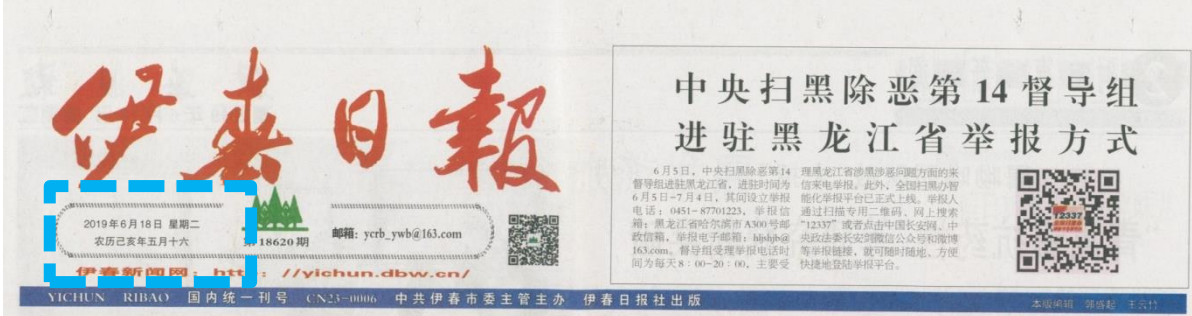 伊春日報
2019年6月18日 星期二
农历己亥年五月十六
第18620期
邮箱：ycrb_ywb@163.com
伊春新闻网：http://yichun.dbw.cn/
中央扫黑除恶第14督导组
进驻黑龙江省举报方式
6月5日，中央扫黑除恶第14
督导组进驻黑龙江省，进驻时间为
6月5日-7月4日，其间设立举报
电话：0451-87701223，举报信
箱：黑龙江省哈尔滨市A300号邮
政信箱，举报电子邮箱：hljshjb@
163.com。督导组受理举报电话时
间为每天8：00-20：00，主要受
理黑龙江省涉黑涉恶问题方面的来
信来电举报。此外，全国扫黑办智
能化举报平台已正式上线。举报人
通过扫描专用二维码、网上搜索
“12337”或者点击中国长安网、中
央政法委长安剑微信公众号和微博
等举报链接，就可随时随地、方便
快捷地登陆举报平台。
12337
YICHUN RIBAO 国内统一刊号 CN23-0006 中共伊春市委主管主办 伊春日报社出版
本版编辑 郭盛起 王云竹